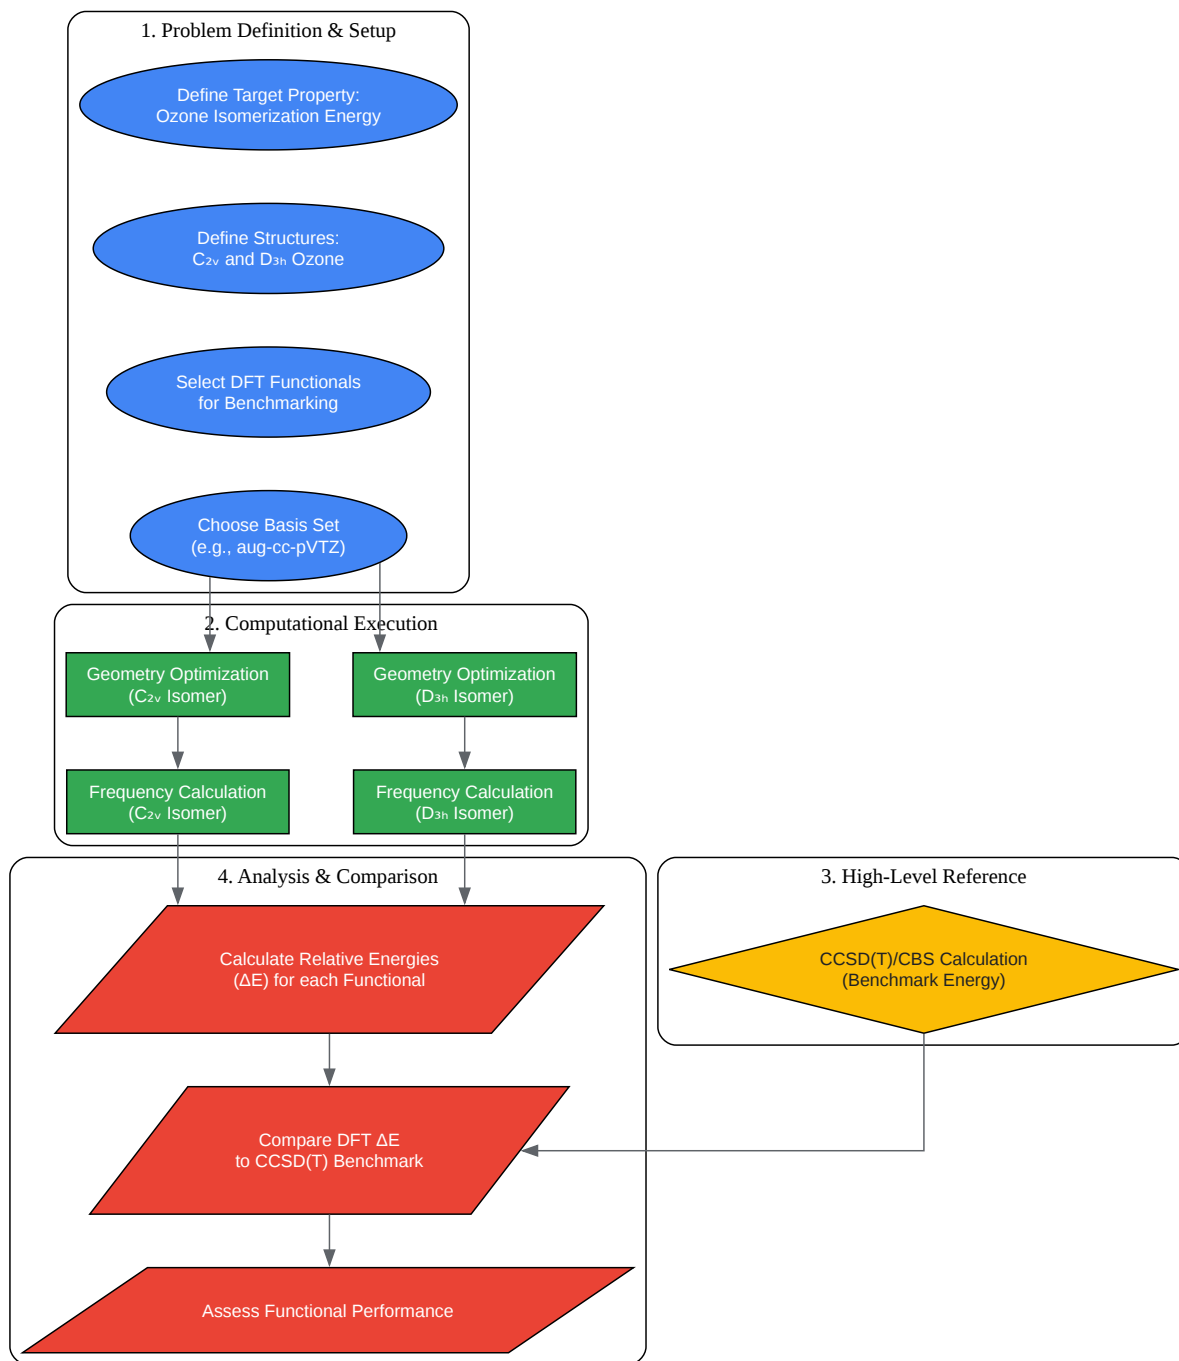 1. Problem Definition & Setup
Define Target Property:
Ozone Isomerization Energy
Define Structures:
C₂ᵥ and D₃ₕ Ozone
Select DFT Functionals
for Benchmarking
Choose Basis Set
(e.g., aug-cc-pVTZ)
2. Computational Execution
Geometry Optimization
(C₂ᵥ Isomer)
Geometry Optimization
(D₃ₕ Isomer)
Frequency Calculation
(C₂ᵥ Isomer)
Frequency Calculation
(D₃ₕ Isomer)
4. Analysis & Comparison
Calculate Relative Energies
(ΔE) for each Functional
Compare DFT ΔE
to CCSD(T) Benchmark
Assess Functional Performance
3. High-Level Reference
CCSD(T)/CBS Calculation
(Benchmark Energy)